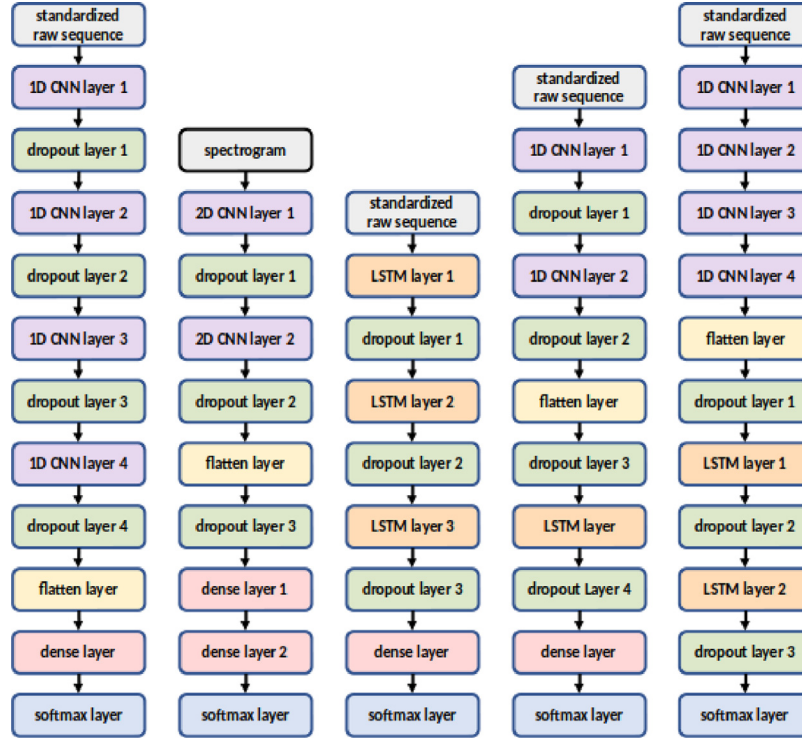 standardized
raw sequence
1D CNN layer 1
dropout layer 1
1D CNN layer 2
dropout layer 2
1D CNN layer 3
dropout layer 3
1D CNN layer 4
dropout layer 4
flatten layer
dense layer
softmax layer
spectrogram
2D CNN layer 1
dropout layer 1
2D CNN layer 2
dropout layer 2
flatten layer
dropout layer 3
dense layer 1
dense layer 2
softmax layer
standardized
raw sequence
LSTM layer 1
dropout layer 1
LSTM layer 2
dropout layer 2
LSTM layer 3
dropout layer 3
dense layer
softmax layer
standardized
raw sequence
1D CNN layer 1
dropout layer 1
1D CNN layer 2
dropout layer 2
flatten layer
dropout layer 3
LSTM layer
dropout Layer 4
dense layer
softmax layer
standardized
raw sequence
1D CNN layer 1
1D CNN layer 2
1D CNN layer 3
1D CNN layer 4
flatten layer
dropout layer 1
LSTM layer 1
dropout layer 2
LSTM layer 2
dropout layer 3
softmax layer